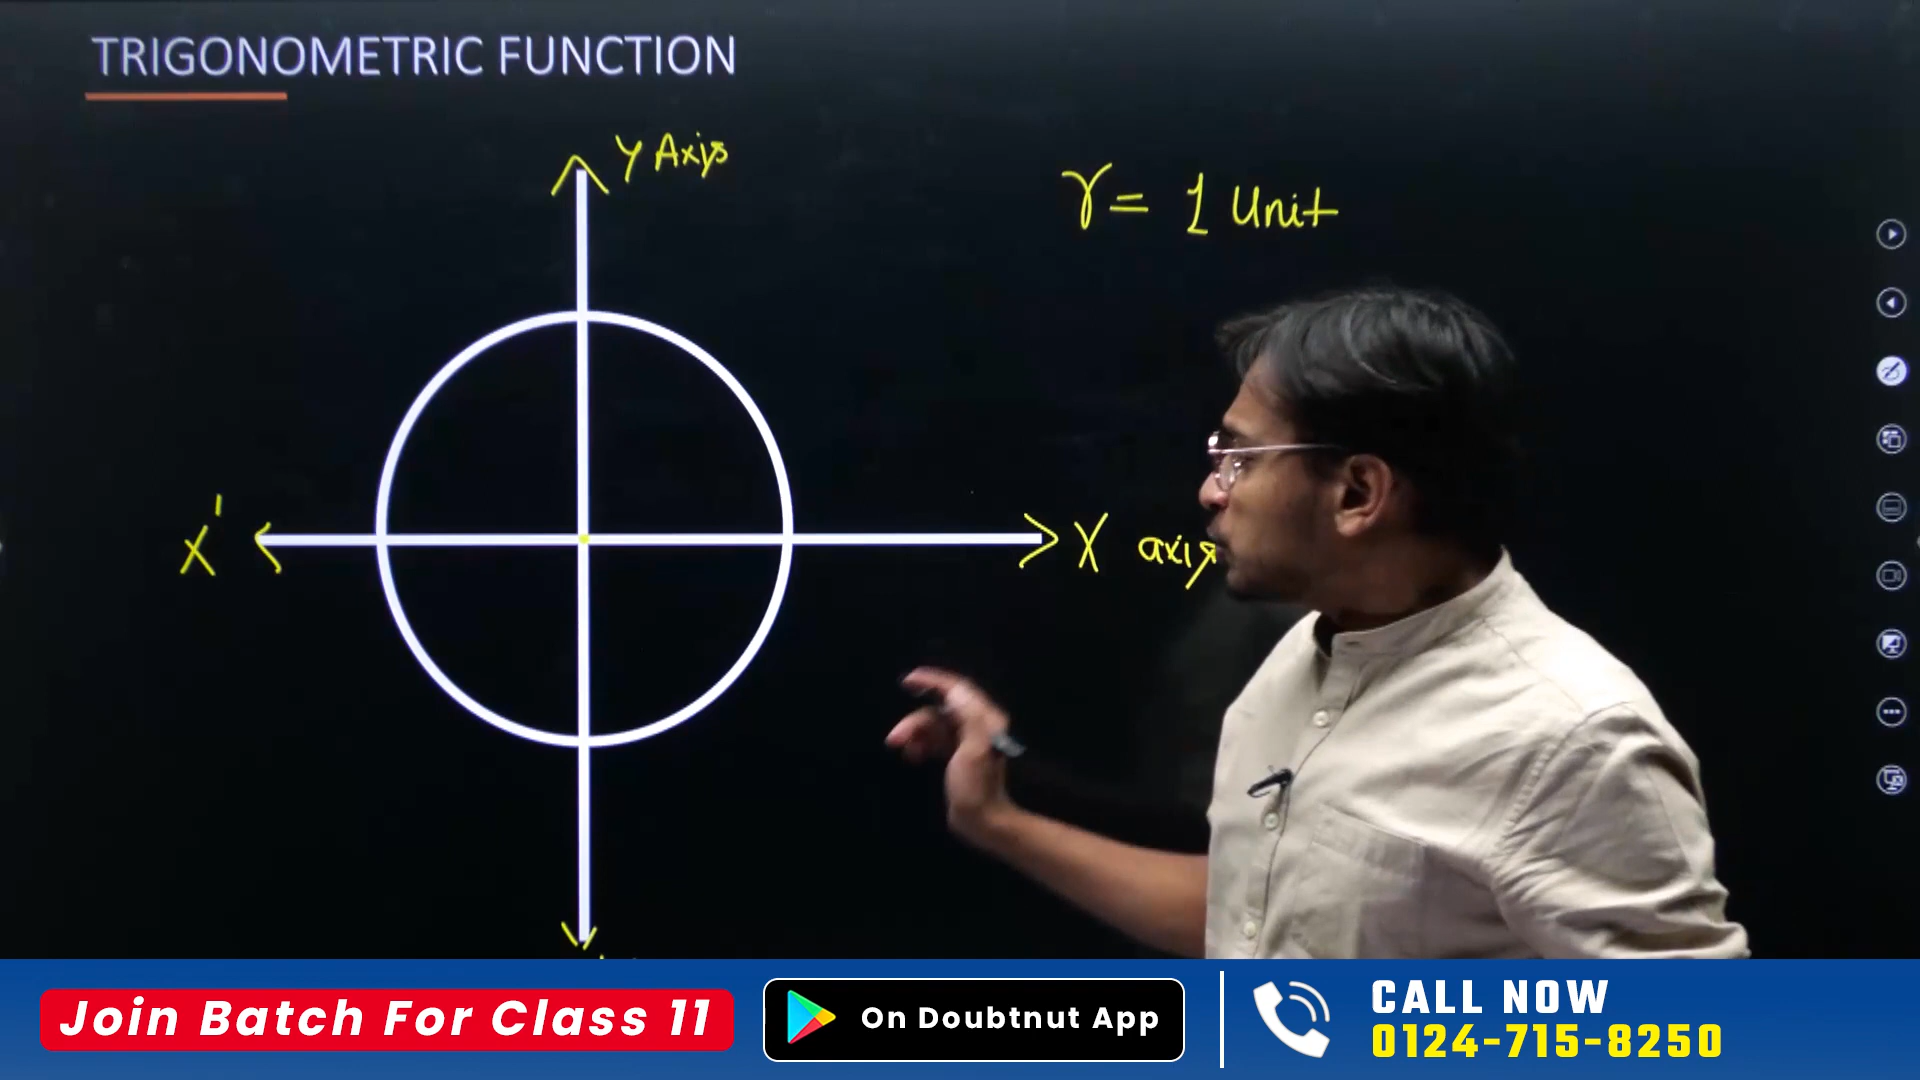 TRIGONOMETRIC FUNCTION
Y Axis
r = 1 Unit
X'
X axis
Join Batch For Class 11
On Doubtnut App
CALL NOW
0124-715-8250